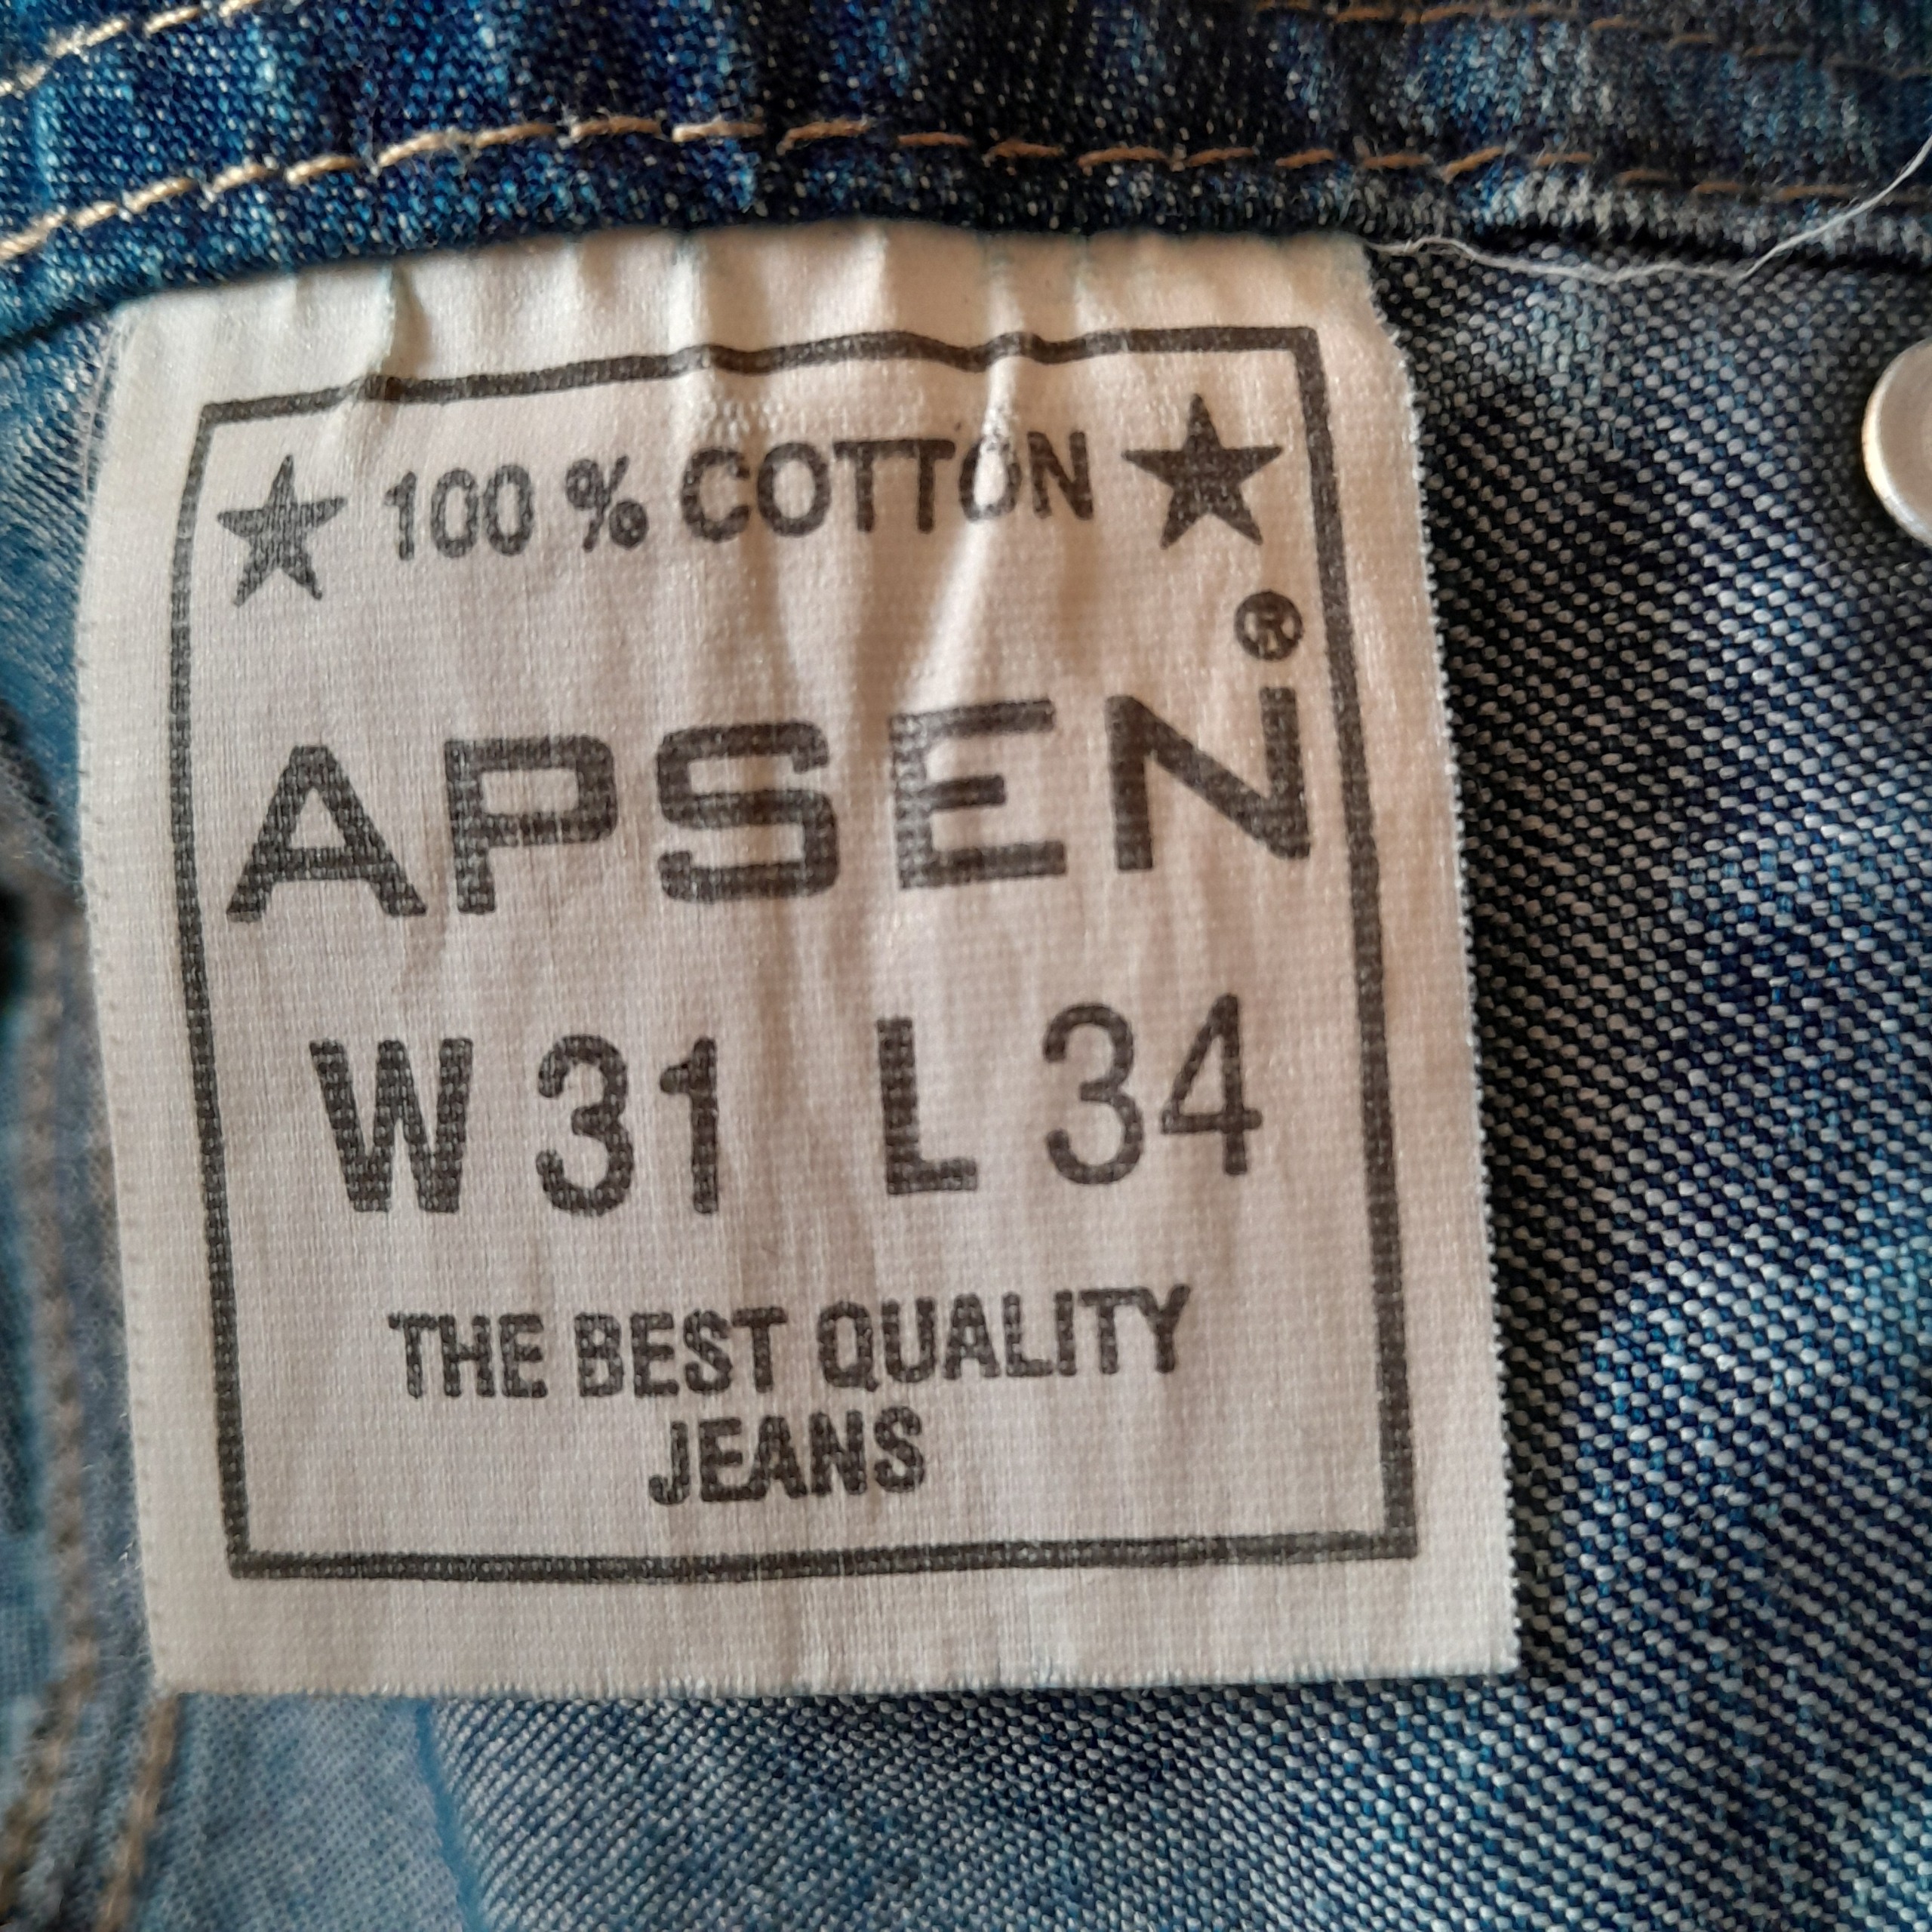 100 % COTTON
®
APSEN
W 31 L 34
THE BEST QUALITY
JEANS